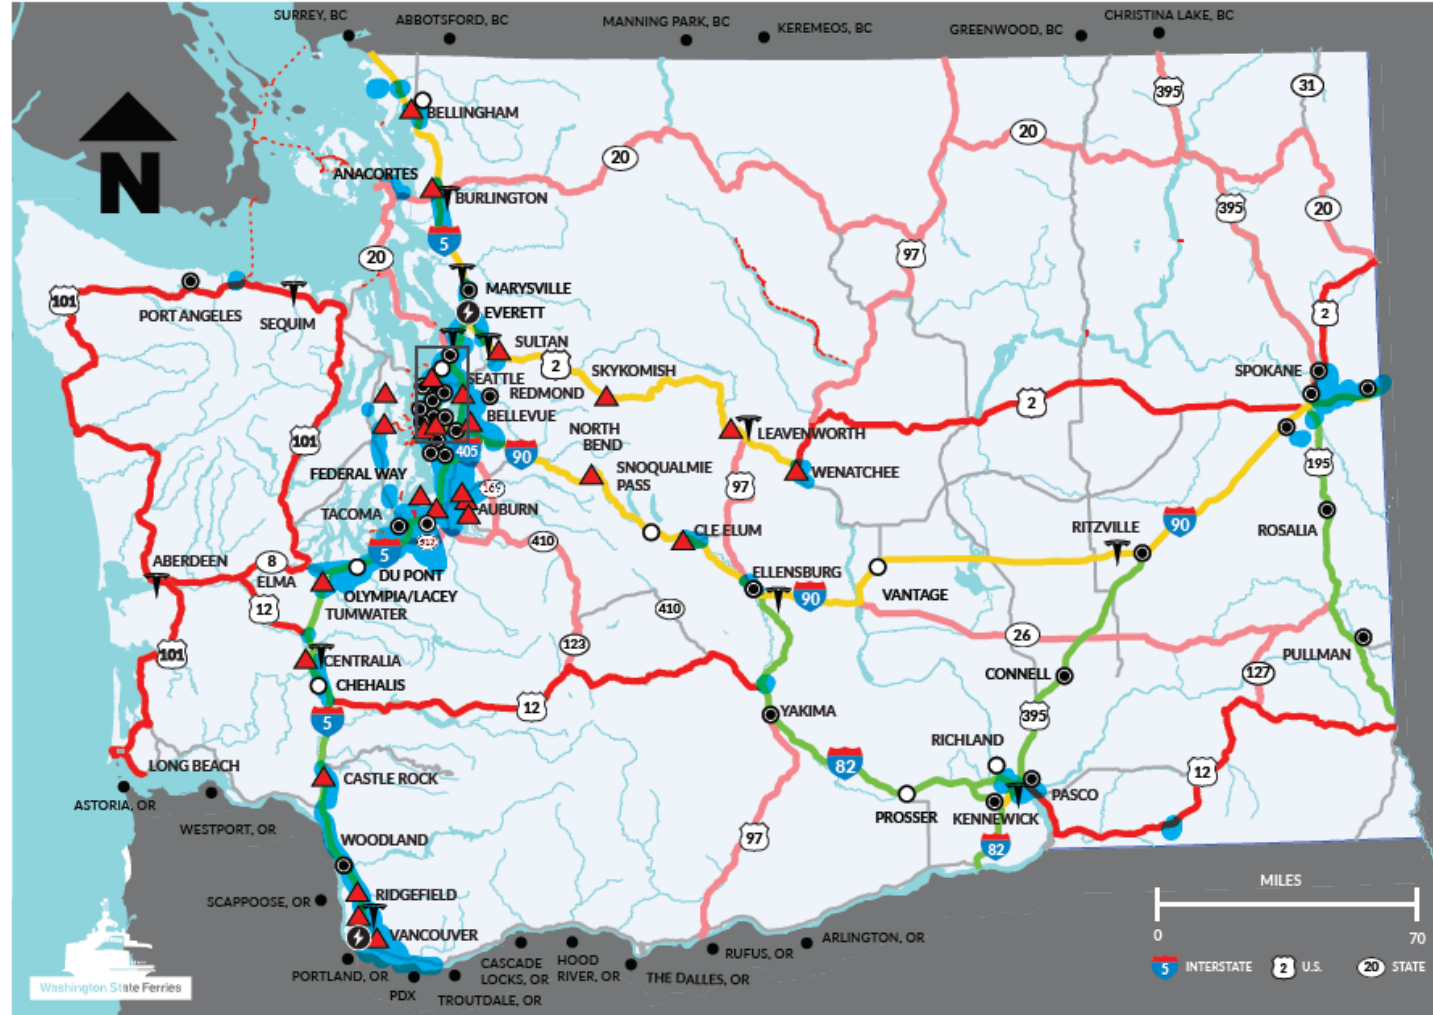 SURREY, BC
ABBOTSFORD, BC
MANNING PARK, BC
KEREMEOS, BC
GREENWOOD, BC
CHRISTINA LAKE, BC
N
BELLINGHAM
395
31
20
20
ANACORTES
BURLINGTON
395
20
5
20
97
101
MARYSVILLE
PORT ANGELES
SEQUIM
EVERETT
2
SULTAN
2
SKYKOMISH
SPOKANE
SEATTLE
REDMOND
BELLEVUE
2
NORTH
BEND
LEAVENWORTH
101
405
90
FEDERAL WAY
SNOQUALMIE
PASS
WENATCHEE
195
97
169
TACOMA
AUBURN
CLE ELUM
RITZVILLE
90
ROSALIA
512
410
5
ABERDEEN
8
ELMA
DU PONT
ELLENSBURG
OLYMPIA/LACEY
VANTAGE
90
12
TUMWATER
410
26
123
101
CENTRALIA
PULLMAN
CONNELL
127
CHEHALIS
12
YAKIMA
395
5
RICHLAND
LONG BEACH
CASTLE ROCK
82
12
ASTORIA, OR
PASCO
PROSSER
KENNEWICK
WESTPORT, OR
WOODLAND
97
82
MILES
RIDGEFIELD
SCAPPOOSE, OR
VANCOUVER
0
70
ARLINGTON, OR
RUFUS, OR
CASCADE
LOCKS, OR
HOOD
RIVER, OR
THE DALLES, OR
PORTLAND, OR
PDX
TROUTDALE, OR
5 INTERSTATE
2 U.S.
20 STATE
Washington State Ferries